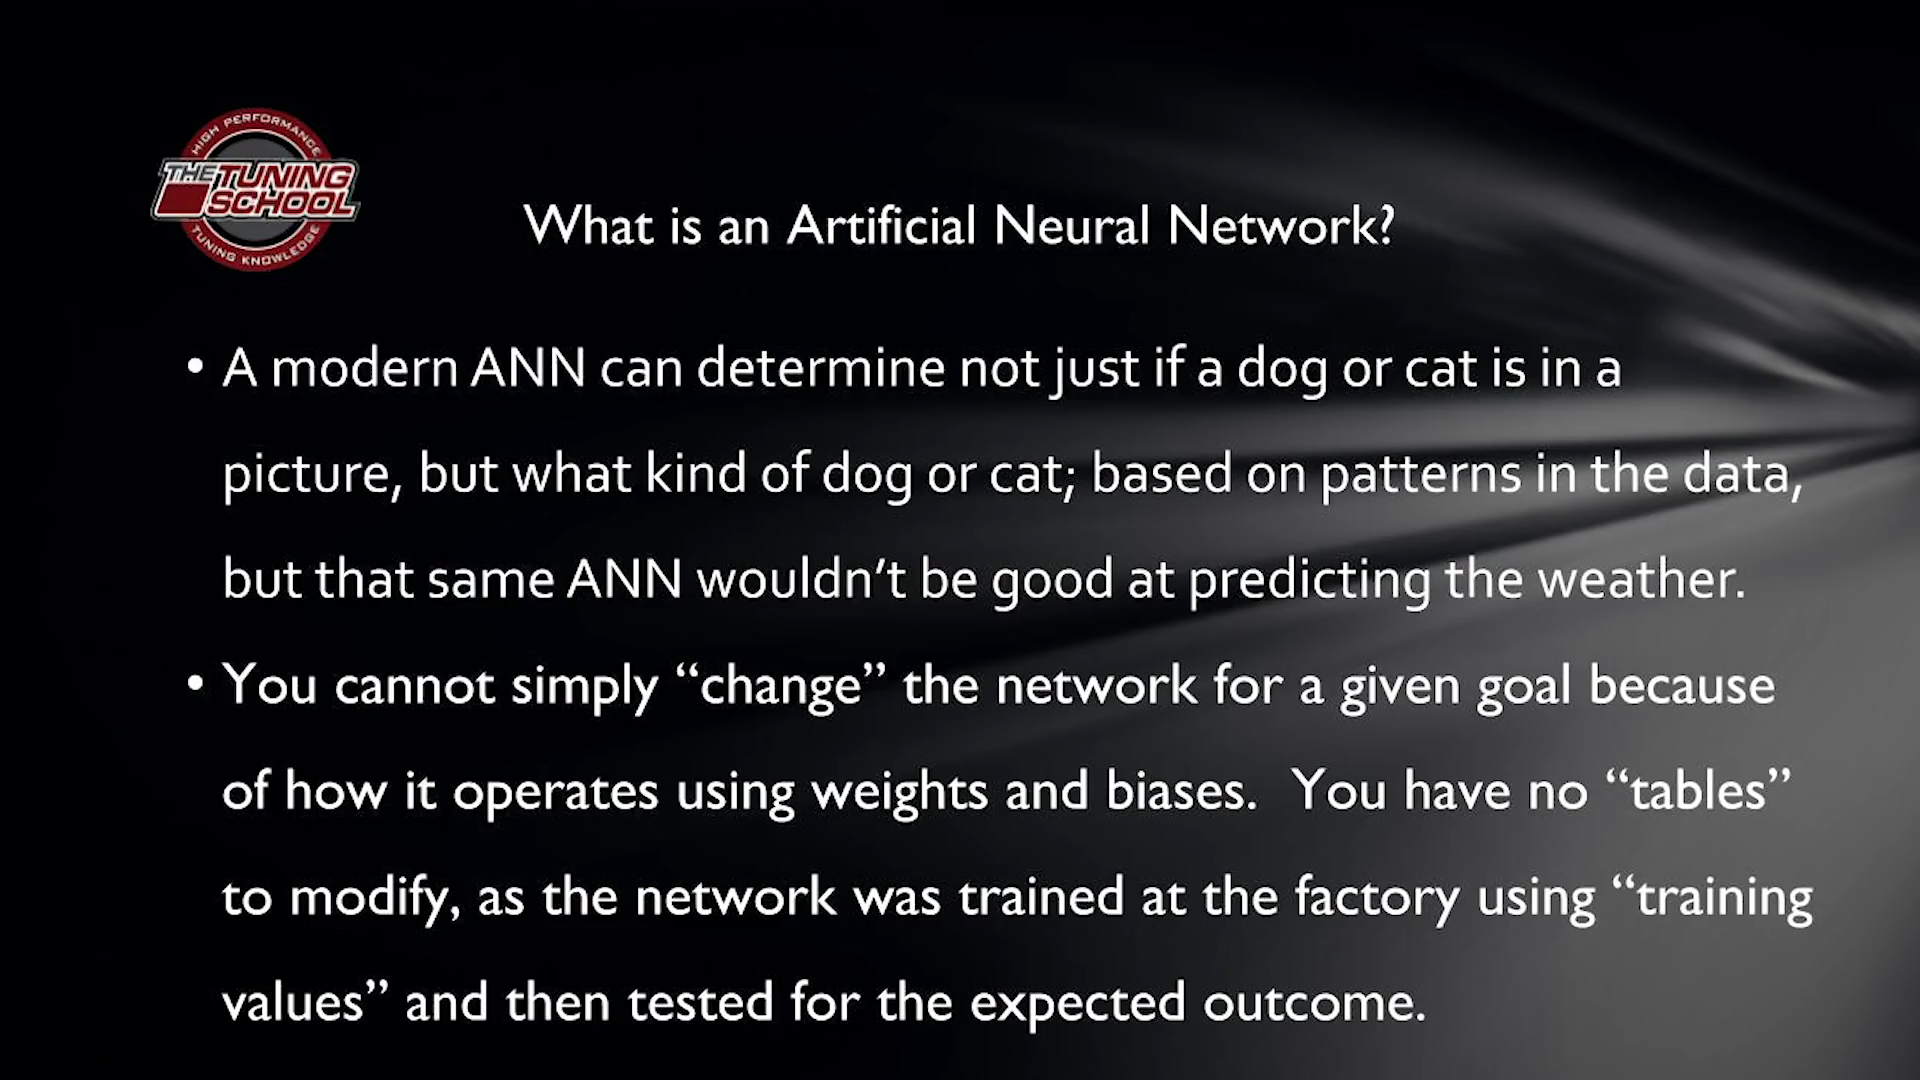 HIGH PERFORMANCE
THE TUNING
SCHOOL
TUNING KNOWLEDGE
What is an Artificial Neural Network?
• A modern ANN can determine not just if a dog or cat is in a
picture, but what kind of dog or cat; based on patterns in the data,
but that same ANN wouldn’t be good at predicting the weather.
• You cannot simply “change” the network for a given goal because
of how it operates using weights and biases.  You have no “tables”
to modify, as the network was trained at the factory using “training
values” and then tested for the expected outcome.